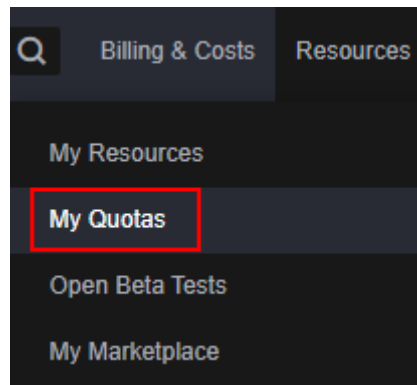 Billing & Costs Resources
My Resources
My Quotas
Open Beta Tests
My Marketplace